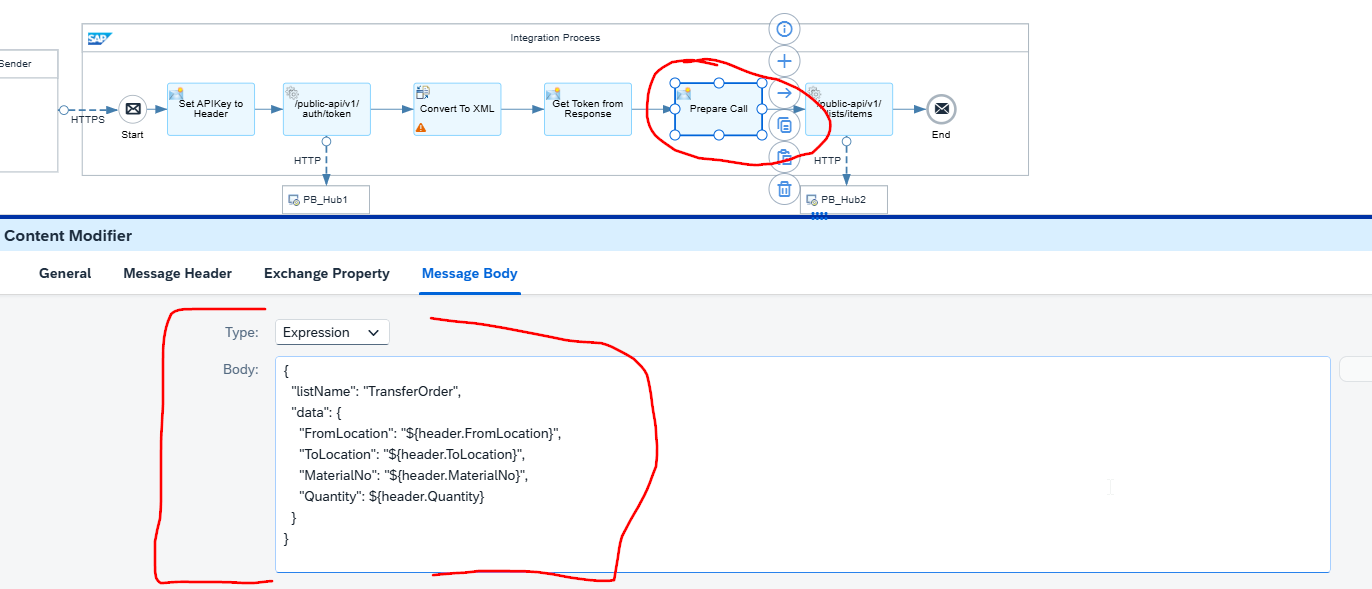 SAP
Integration Process
Sender
HTTPS
Start
Set APIKey to
Header
/public-api/v1/
auth/token
Convert To XML
Get Token from
Response
Prepare Call
/public-api/v1/
lists/items
End
HTTP
HTTP
PB_Hub1
PB_Hub2
Content Modifier
General Message Header Exchange Property Message Body
Type: Expression
Body: {
"listName": "TransferOrder",
"data": {
"FromLocation": "${header.FromLocation}",
"ToLocation": "${header.ToLocation}",
"MaterialNo": "${header.MaterialNo}",
"Quantity": ${header.Quantity}
}
}